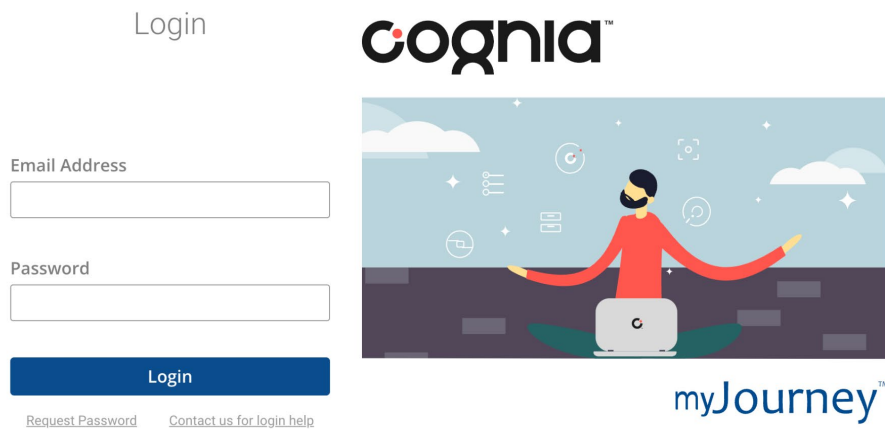 Login
cognia™
Email Address
Password
Login
Request Password
Contact us for login help
myJourney™